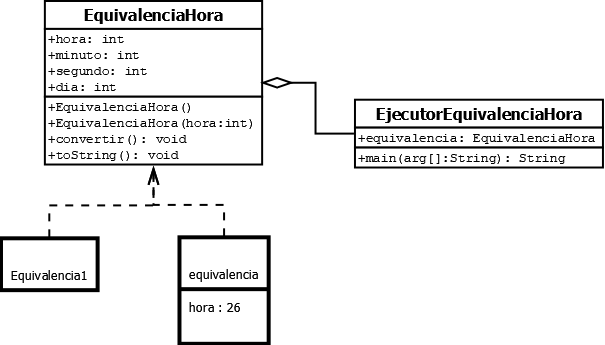 EquivalenciaHora
+hora: int
+minuto: int
+segundo: int
+dia: int
+EquivalenciaHora()
+EquivalenciaHora(hora:int)
+convertir(): void
+toString(): void
EjecutorEquivalenciaHora
+equivalencia: EquivalenciaHora
+main(arg[]:String): String
Equivalencia1
equivalencia
hora : 26